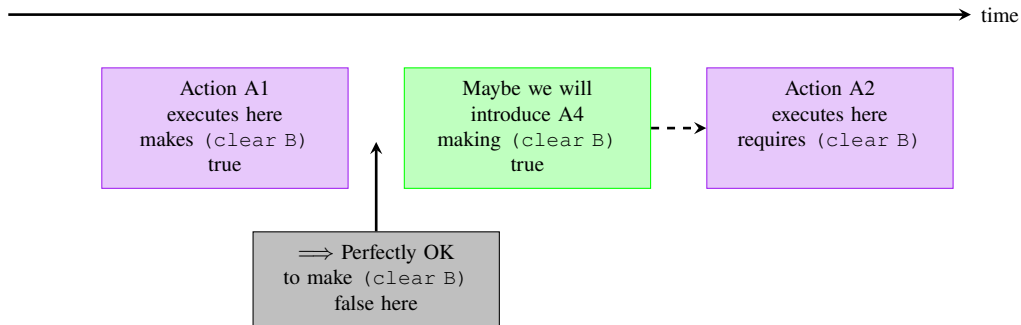 time
Action A1
executes here
makes (clear B)
true
Maybe we will
introduce A4
making (clear B)
true
Action A2
executes here
requires (clear B)
⟹ Perfectly OK
to make (clear B)
false here